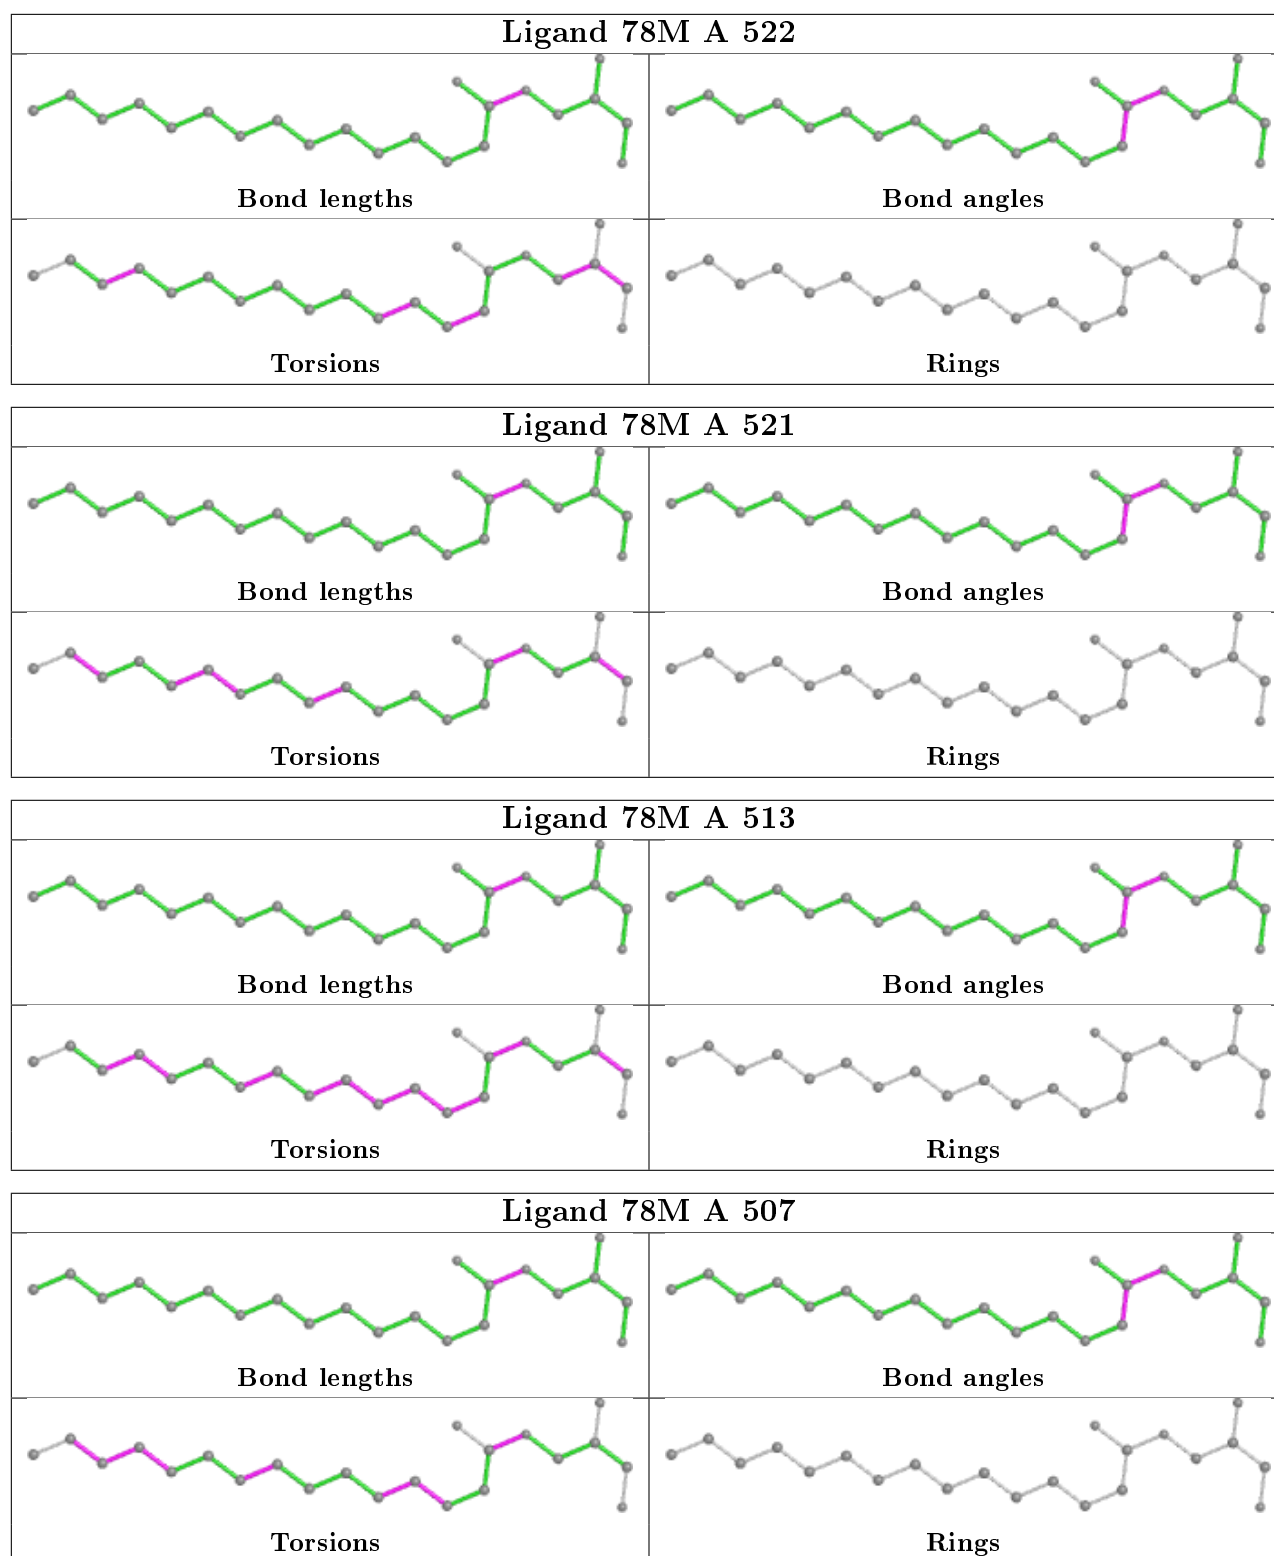 Ligand 78M A 522
Bond lengths
Bond angles
Torsions
Rings
Ligand 78M A 521
Bond lengths
Bond angles
Torsions
Rings
Ligand 78M A 513
Bond lengths
Bond angles
Torsions
Rings
Ligand 78M A 507
Bond lengths
Bond angles
Torsions
Rings